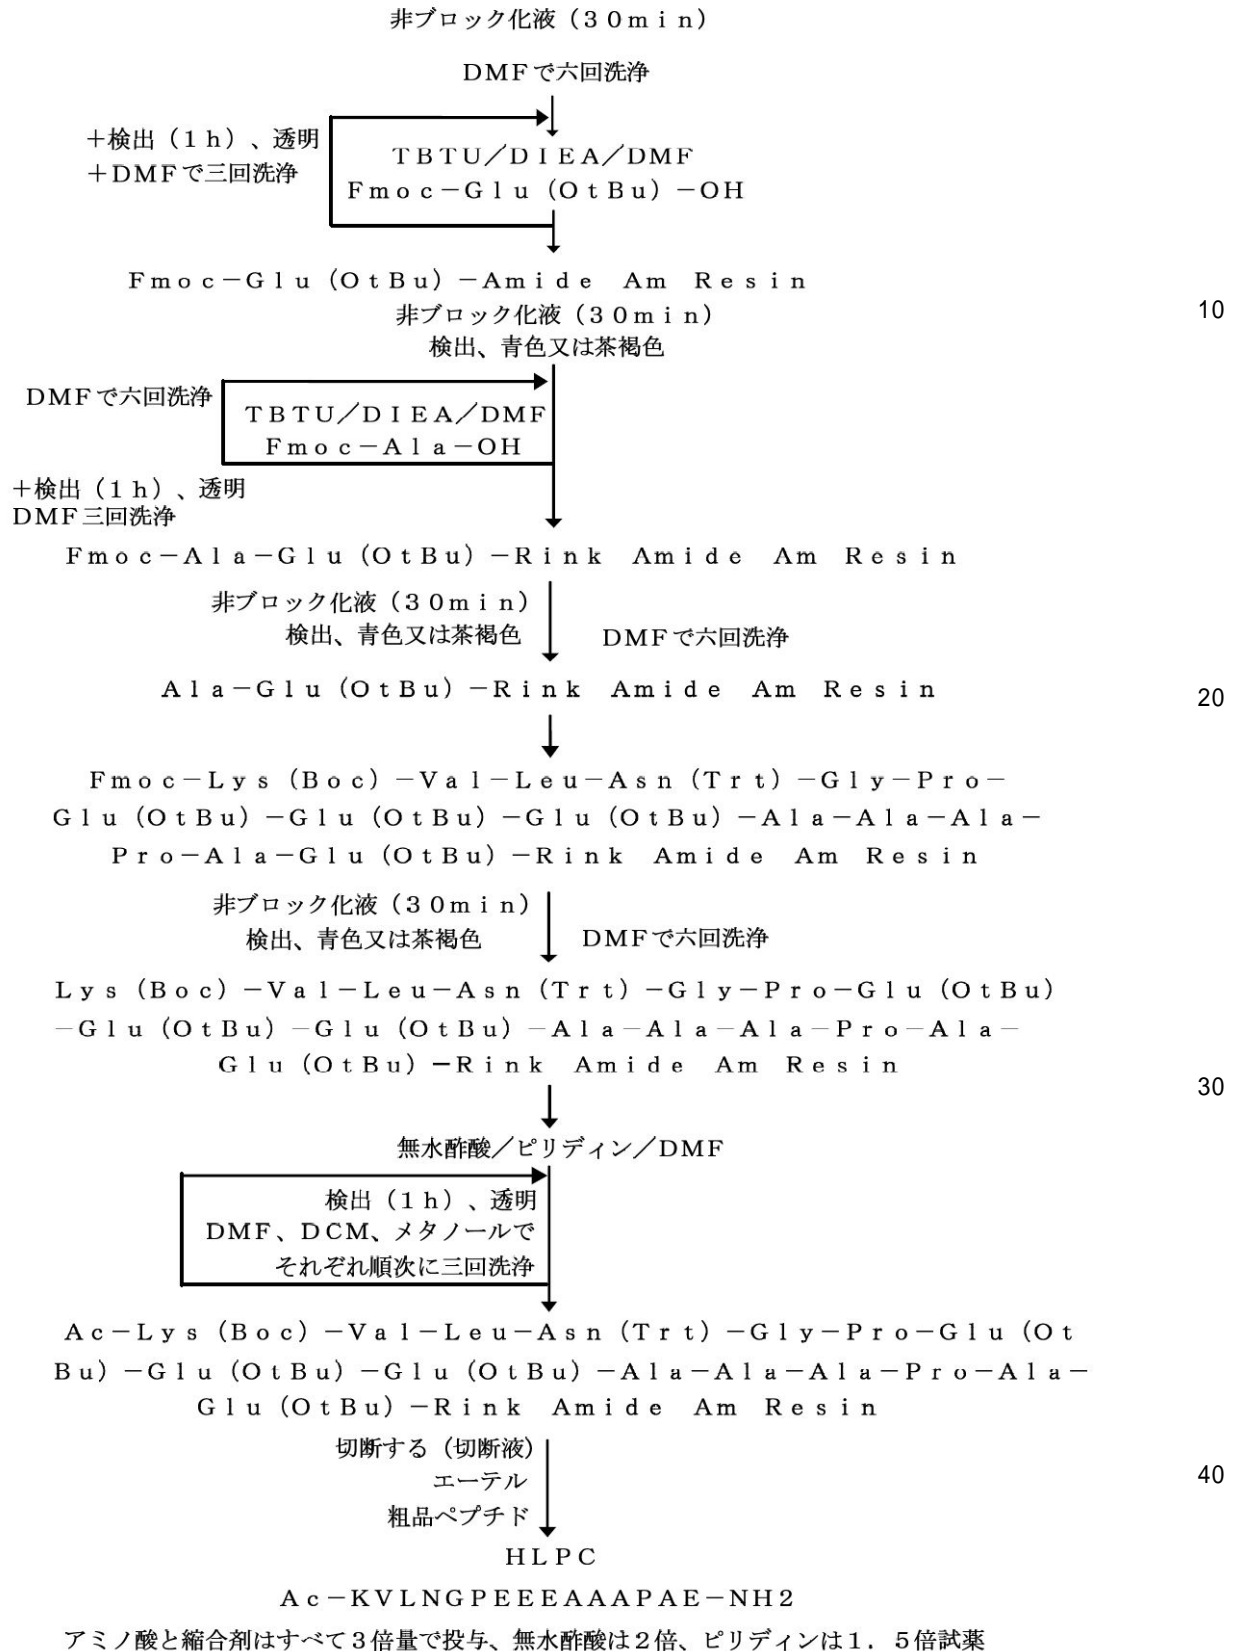 非ブロック化液（３０ｍｉｎ）
ＤＭＦで六回洗浄
＋検出（１ｈ）、透明
＋ＤＭＦで三回洗浄
ＴＢＴＵ／ＤＩＥＡ／ＤＭＦ
Ｆｍｏｃ－Ｇｌｕ（ＯｔＢｕ）－ＯＨ
Ｆｍｏｃ－Ｇｌｕ（ＯｔＢｕ）－Ａｍｉｄｅ　Ａｍ　Ｒｅｓｉｎ
非ブロック化液（３０ｍｉｎ）
10
検出、青色又は茶褐色
ＤＭＦで六回洗浄
ＴＢＴＵ／ＤＩＥＡ／ＤＭＦ
Ｆｍｏｃ－Ａｌａ－ＯＨ
＋検出（１ｈ）、透明
ＤＭＦ三回洗浄
Ｆｍｏｃ－Ａｌａ－Ｇｌｕ（ＯｔＢｕ）－Ｒｉｎｋ　Ａｍｉｄｅ　Ａｍ　Ｒｅｓｉｎ
非ブロック化液（３０ｍｉｎ）
検出、青色又は茶褐色
ＤＭＦで六回洗浄
Ａｌａ－Ｇｌｕ（ＯｔＢｕ）－Ｒｉｎｋ　Ａｍｉｄｅ　Ａｍ　Ｒｅｓｉｎ
20
Ｆｍｏｃ－Ｌｙｓ（Ｂｏｃ）－Ｖａｌ－Ｌｅｕ－Ａｓｎ（Ｔｒｔ）－Ｇｌｙ－Ｐｒｏ－
Ｇｌｕ（ＯｔＢｕ）－Ｇｌｕ（ＯｔＢｕ）－Ｇｌｕ（ＯｔＢｕ）－Ａｌａ－Ａｌａ－Ａｌａ－
Ｐｒｏ－Ａｌａ－Ｇｌｕ（ＯｔＢｕ）－Ｒｉｎｋ　Ａｍｉｄｅ　Ａｍ　Ｒｅｓｉｎ
非ブロック化液（３０ｍｉｎ）
検出、青色又は茶褐色
ＤＭＦで六回洗浄
Ｌｙｓ（Ｂｏｃ）－Ｖａｌ－Ｌｅｕ－Ａｓｎ（Ｔｒｔ）－Ｇｌｙ－Ｐｒｏ－Ｇｌｕ（ＯｔＢｕ）
－Ｇｌｕ（ＯｔＢｕ）－Ｇｌｕ（ＯｔＢｕ）－Ａｌａ－Ａｌａ－Ａｌａ－Ｐｒｏ－Ａｌａ－
Ｇｌｕ（ＯｔＢｕ）－Ｒｉｎｋ　Ａｍｉｄｅ　Ａｍ　Ｒｅｓｉｎ
30
無水酢酸／ピリディン／ＤＭＦ
検出（１ｈ）、透明
ＤＭＦ、ＤＣＭ、メタノールで
それぞれ順次に三回洗浄
Ａｃ－Ｌｙｓ（Ｂｏｃ）－Ｖａｌ－Ｌｅｕ－Ａｓｎ（Ｔｒｔ）－Ｇｌｙ－Ｐｒｏ－Ｇｌｕ（Ｏｔ
Ｂｕ）－Ｇｌｕ（ＯｔＢｕ）－Ｇｌｕ（ＯｔＢｕ）－Ａｌａ－Ａｌａ－Ａｌａ－Ｐｒｏ－Ａｌａ－
Ｇｌｕ（ＯｔＢｕ）－Ｒｉｎｋ　Ａｍｉｄｅ　Ａｍ　Ｒｅｓｉｎ
切断する（切断液）
エーテル
40
粗品ペプチド
ＨＬＰＣ
Ａｃ－ＫＶＬＮＧＰＥＥＥＡＡＡＰＡＥ－ＮＨ２
アミノ酸と縮合剤はすべて３倍量で投与、無水酢酸は２倍、ピリディンは１．５倍試薬